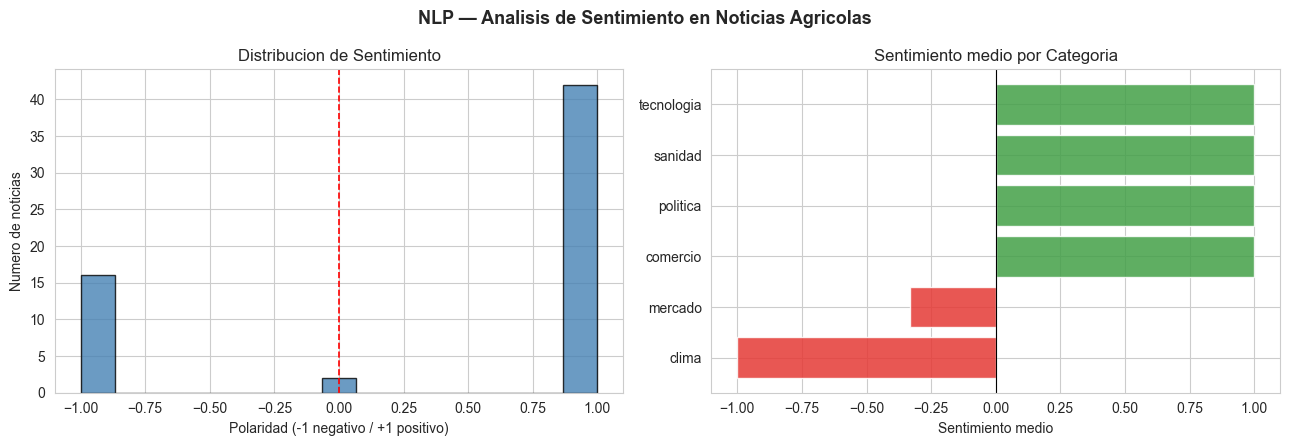 NLP — Analisis de Sentimiento en Noticias Agricolas
Distribucion de Sentimiento
Numero de noticias
40
35
30
25
20
15
10
5
0
−1.00 −0.75 −0.50 −0.25 0.00 0.25 0.50 0.75 1.00
Polaridad (-1 negativo / +1 positivo)
Sentimiento medio por Categoria
tecnologia
sanidad
politica
comercio
mercado
clima
−1.00 −0.75 −0.50 −0.25 0.00 0.25 0.50 0.75 1.00
Sentimiento medio